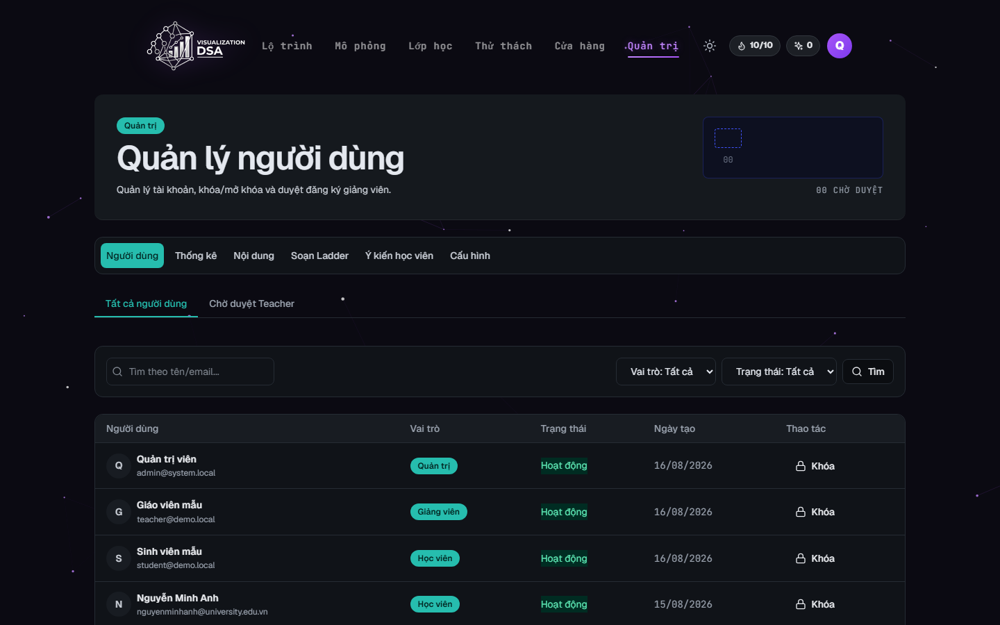 VISUALIZATION
DSA
Lộ trình
Mô phỏng
Lớp học
Thử thách
Cửa hàng
Quản trị
10/10
0
Q
Quản trị
Quản lý người dùng
Quản lý tài khoản, khóa/mở khóa và duyệt đăng ký giảng viên.
00
00 CHỜ DUYỆT
Người dùng
Thống kê
Nội dung
Soạn Ladder
Ý kiến học viên
Cấu hình
Tất cả người dùng
Chờ duyệt Teacher
Tìm theo tên/email...
Vai trò: Tất cả
Trạng thái: Tất cả
Tìm
Người dùng Vai trò Trạng thái Ngày tạo Thao tác
Q Quản trị viên
admin@system.local
Quản trị Hoạt động 16/08/2026 Khóa
G Giáo viên mẫu
teacher@demo.local
Giảng viên Hoạt động 16/08/2026 Khóa
S Sinh viên mẫu
student@demo.local
Học viên Hoạt động 16/08/2026 Khóa
N Nguyễn Minh Anh
nguyenminhanh@university.edu.vn
Học viên Hoạt động 15/08/2026 Khóa